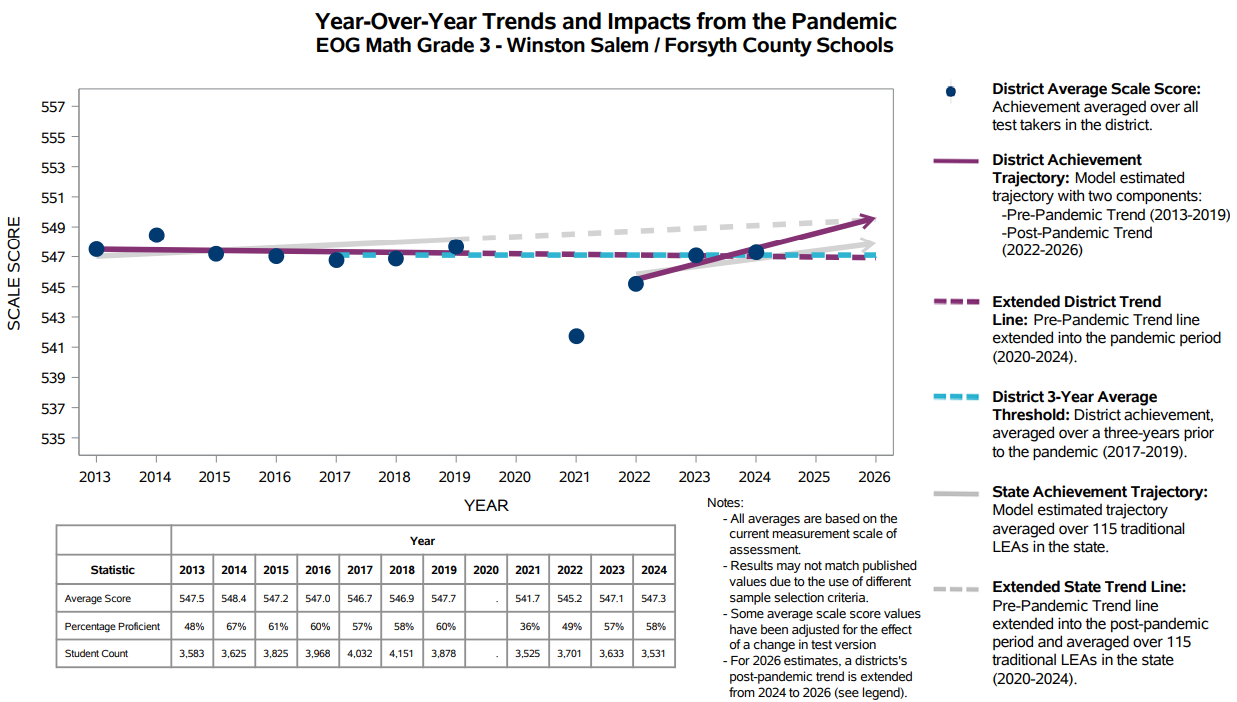 Year-Over-Year Trends and Impacts from the Pandemic
EOG Math Grade 3 - Winston Salem / Forsyth County Schools
SCALE SCORE
557
555
553
551
549
547
545
543
541
539
537
535
2013 2014 2015 2016 2017 2018 2019 2020 2021 2022 2023 2024 2025 2026
YEAR
District Average Scale Score:
Achievement averaged over all
test takers in the district.
District Achievement
Trajectory: Model estimated
trajectory with two components:
-Pre-Pandemic Trend (2013-2019)
-Post-Pandemic Trend
(2022-2026)
Extended District Trend
Line: Pre-Pandemic Trend line
extended into the pandemic period
(2020-2024).
District 3-Year Average
Threshold: District achievement,
averaged over a three-years prior
to the pandemic (2017-2019).
State Achievement Trajectory:
Model estimated trajectory
averaged over 115 traditional
LEAs in the state.
Extended State Trend Line:
Pre-Pandemic Trend line
extended into the post-pandemic
period and averaged over 115
traditional LEAs in the state
(2020-2024).
Year
Statistic 2013 2014 2015 2016 2017 2018 2019 2020 2021 2022 2023 2024
Average Score 547.5 548.4 547.2 547.0 546.7 546.9 547.7 . 541.7 545.2 547.1 547.3
Percentage Proficient 48% 67% 61% 60% 57% 58% 60% 36% 49% 57% 58%
Student Count 3,583 3,625 3,825 3,968 4,032 4,151 3,878 . 3,525 3,701 3,633 3,531
Notes:
- All averages are based on the
current measurement scale of
assessment.
- Results may not match published
values due to the use of different
sample selection criteria.
- Some average scale score values
have been adjusted for the effect
of a change in test version
- For 2026 estimates, a districts's
post-pandemic trend is extended
from 2024 to 2026 (see legend).